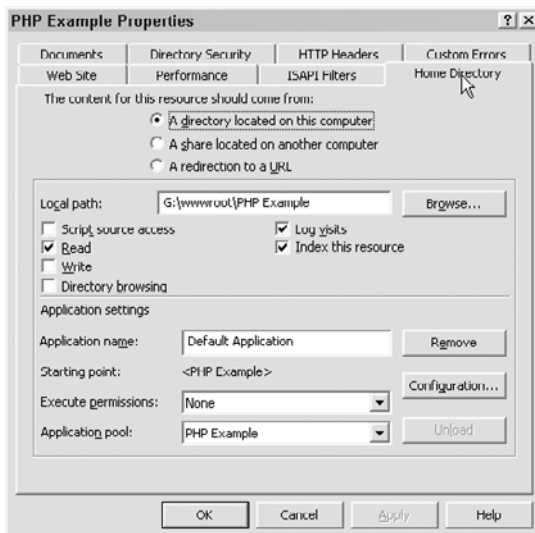 PHP Example Properties
Documents Directory Security HTTP Headers Custom Errors
Web Site Performance ISAPI Filters Home Directory
The content for this resource should come from:
A directory located on this computer
A share located on another computer
A redirection to a URL
Local path: G:\wwwroot\PHP Example Browse...
Script source access Log visits
Read Index this resource
Write
Directory browsing
Application settings
Application name: Default Application Remove
Starting point: <PHP Example>
Configuration...
Execute permissions: None
Application pool: PHP Example Unload
OK Cancel Apply Help